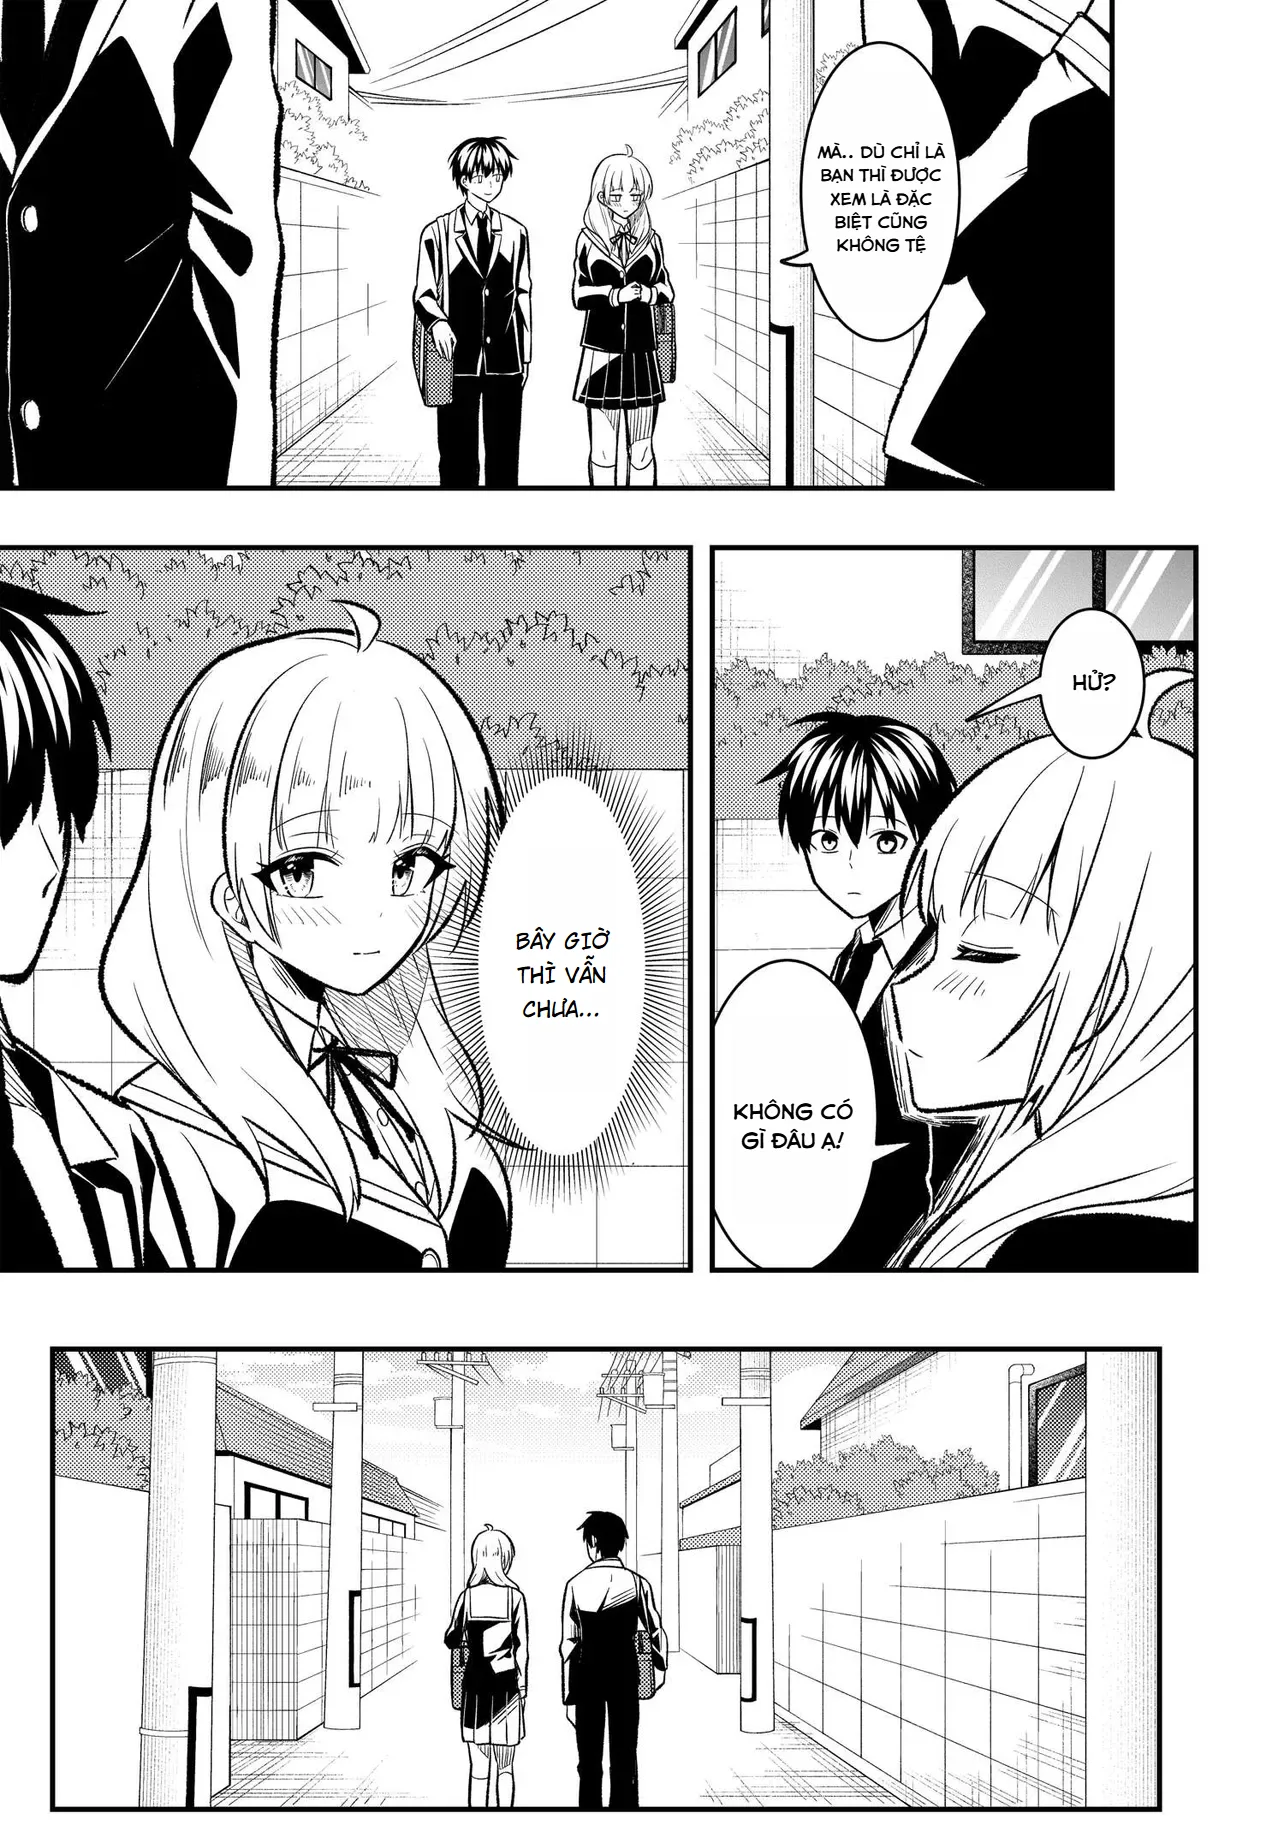 MÀ.. DÙ CHỈ LÀ
BẠN THÌ ĐƯỢC
XEM LÀ ĐẶC
BIỆT CŨNG
KHÔNG TỆ
HỬ?
KHÔNG CÓ
GÌ ĐÂU Ạ!
BÂY GIỜ
THÌ VẪN
CHƯA...